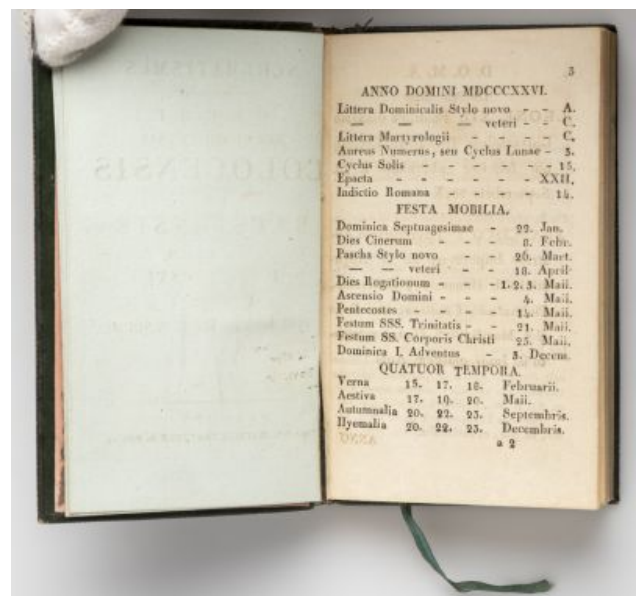 3
ANNO DOMINI MDCCCXXVI.
Littera Dominicalis Stylo novo - - A.
— — — veteri - - C.
Littera Martyrologii - - - - C.
Aureus Numerus, seu Cyclus Lunae - 3.
Cyclus Solis - - - - - - 15.
Epacta - - - - - - XXII.
Indictio Romana - - - - - 14.
FESTA MOBILIA.
Dominica Septuagesimae - 22. Jan.
Dies Cinerum - - - 8. Febr.
Pascha Stylo novo - - 26. Mart.
— — veteri - - 18. April.
Dies Rogationum - - - 1. 2. 3. Maii.
Ascensio Domini - - - 4. Maii.
Pentecostes - - - - 14. Maii.
Festum SSS. Trinitatis - - 21. Maii.
Festum SS. Corporis Christi 25. Maii.
Dominica I. Adventus - 3. Decem.
QUATUOR TEMPORA.
Verna 15. 17. 18. Februarii.
Aestiva 17. 19. 20. Maii.
Autumnalia 20. 22. 23. Septembris.
Hyemalia 20. 22. 23. Decembris.
a 2